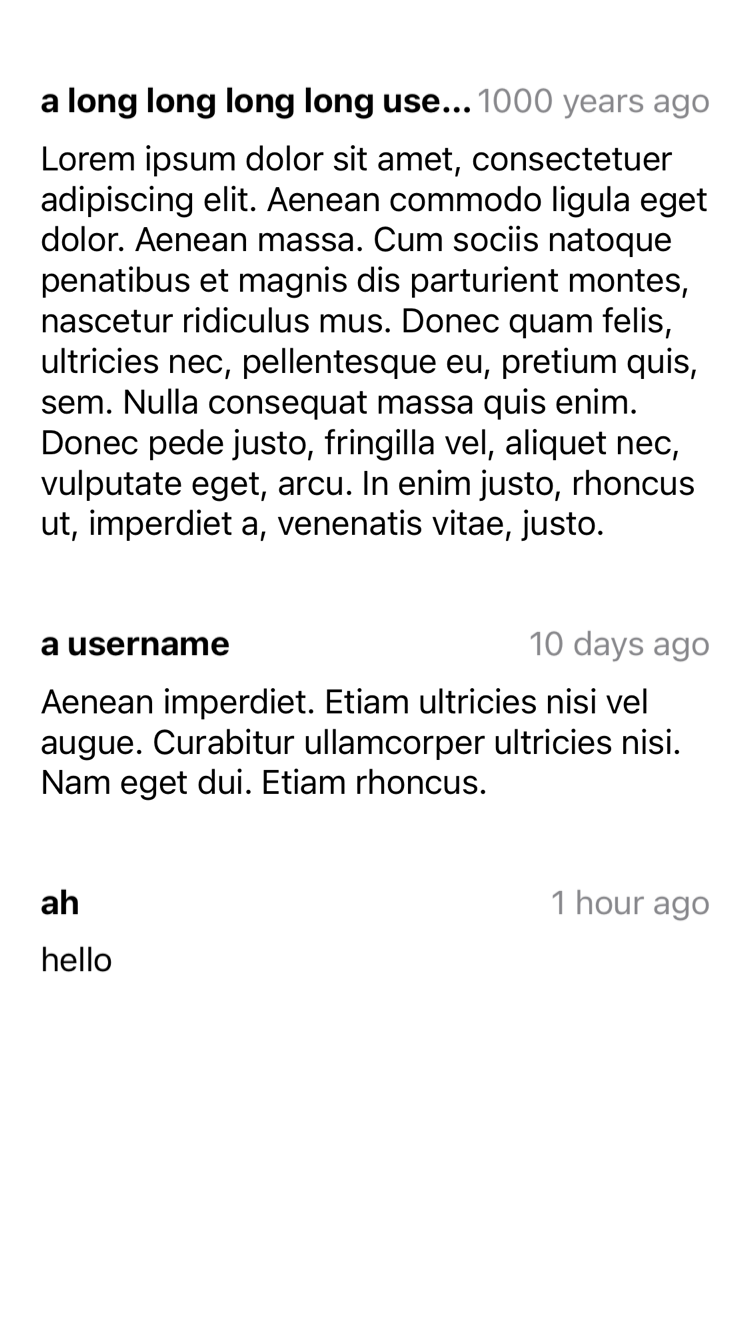 a long long long long use... 1000 years ago
Lorem ipsum dolor sit amet, consectetuer
adipiscing elit. Aenean commodo ligula eget
dolor. Aenean massa. Cum sociis natoque
penatibus et magnis dis parturient montes,
nascetur ridiculus mus. Donec quam felis,
ultricies nec, pellentesque eu, pretium quis,
sem. Nulla consequat massa quis enim.
Donec pede justo, fringilla vel, aliquet nec,
vulputate eget, arcu. In enim justo, rhoncus
ut, imperdiet a, venenatis vitae, justo.
a username 10 days ago
Aenean imperdiet. Etiam ultricies nisi vel
augue. Curabitur ullamcorper ultricies nisi.
Nam eget dui. Etiam rhoncus.
ah 1 hour ago
hello